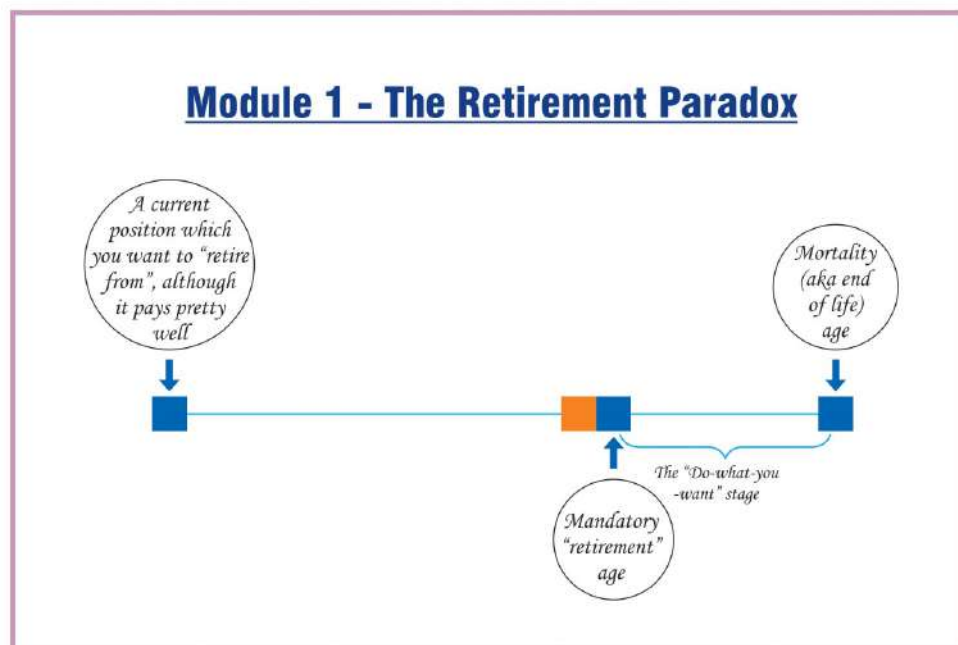 Module 1 - The Retirement Paradox
A current
position which
you want to “retire
from”, although
it pays pretty
well
Mortality
(aka end
of life)
age
The “Do-what-you
-want” stage
Mandatory
“retirement”
age